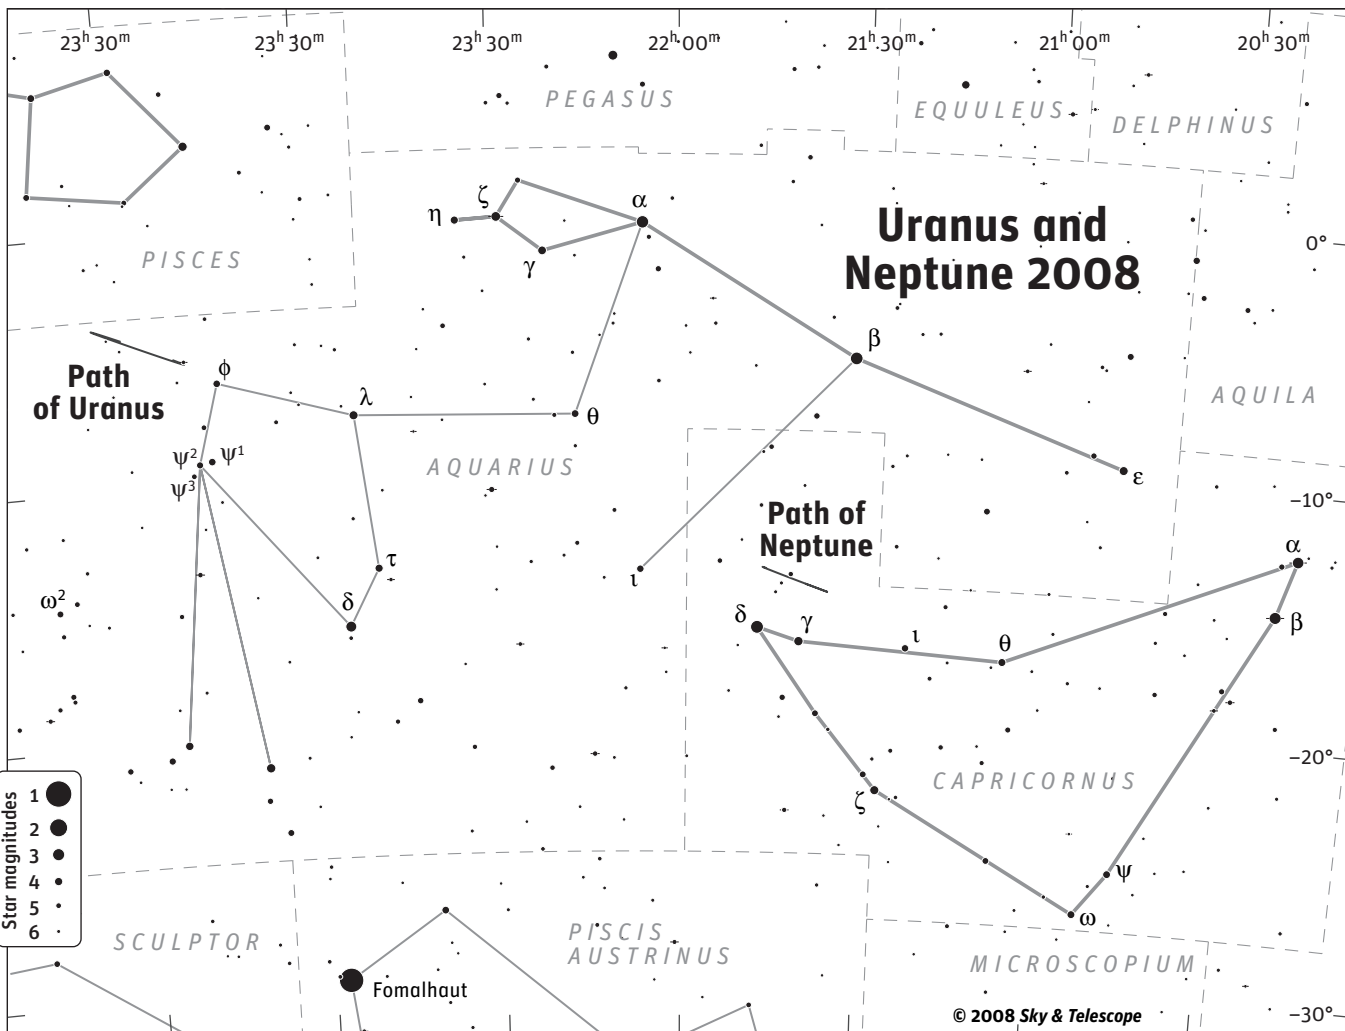 23h 30m 23h 30m 23h 30m 22h 00m 21h 30m 21h 00m 20h 30m
PEGASUS
EQUULEUS
DELPHINUS
ζ
α
η
γ
Uranus and
Neptune 2008
0°
PISCES
β
Path
of Uranus
ϕ
λ
θ
AQUILA
ψ2
ψ1
ψ3
AQUARIUS
ε
−10°
Path of
Neptune
α
τ
ι
ω2
δ
δ
γ
ι
θ
β
−20°
CAPRICORNUS
ζ
ψ
ω
Star magnitudes
1
2
3
4
5
6
SCULPTOR
PISCIS
AUSTRINUS
MICROSCOPIUM
Fomalhaut
© 2008 Sky & Telescope
−30°